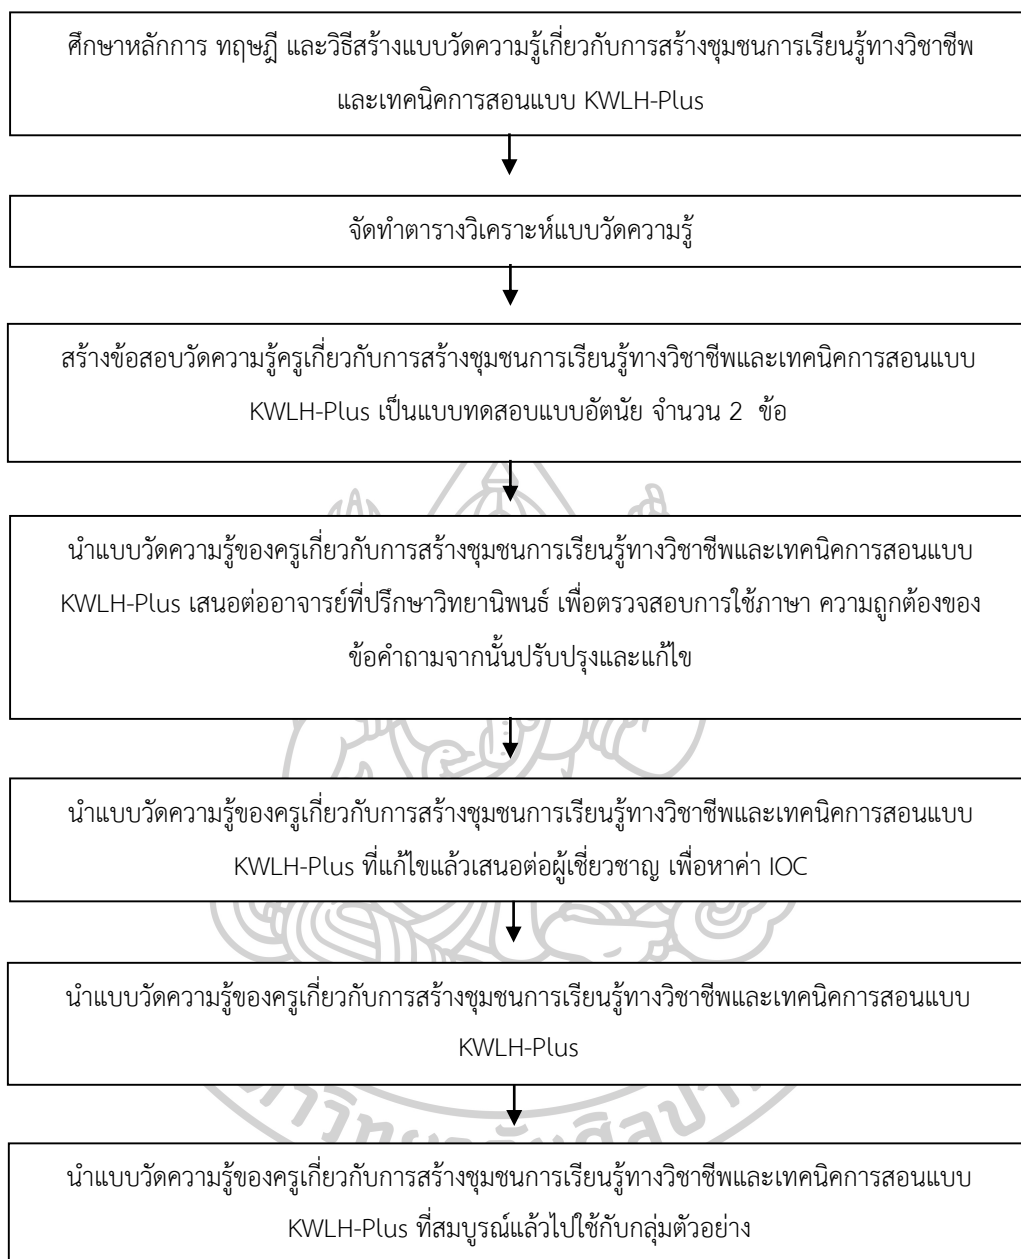 ศึกษาหลักการ ทฤษฎี และวิธีสร้างแบบวัดความรู้เกี่ยวกับการสร้างชุมชนการเรียนรู้ทางวิชาชีพ
และเทคนิคการสอนแบบ KWLH-Plus
จัดทำตารางวิเคราะห์แบบวัดความรู้
สร้างข้อสอบวัดความรู้ครูเกี่ยวกับการสร้างชุมชนการเรียนรู้ทางวิชาชีพและเทคนิคการสอนแบบ
KWLH-Plus เป็นแบบทดสอบแบบอัตนัย จำนวน 2 ข้อ
นำแบบวัดความรู้ของครูเกี่ยวกับการสร้างชุมชนการเรียนรู้ทางวิชาชีพและเทคนิคการสอนแบบ
KWLH-Plus เสนอต่ออาจารย์ที่ปรึกษาวิทยานิพนธ์ เพื่อตรวจสอบการใช้ภาษา ความถูกต้องของ
ข้อคำถามจากนั้นปรับปรุงและแก้ไข
นำแบบวัดความรู้ของครูเกี่ยวกับการสร้างชุมชนการเรียนรู้ทางวิชาชีพและเทคนิคการสอนแบบ
KWLH-Plus ที่แก้ไขแล้วเสนอต่อผู้เชี่ยวชาญ เพื่อหาค่า IOC
นำแบบวัดความรู้ของครูเกี่ยวกับการสร้างชุมชนการเรียนรู้ทางวิชาชีพและเทคนิคการสอนแบบ
KWLH-Plus
นำแบบวัดความรู้ของครูเกี่ยวกับการสร้างชุมชนการเรียนรู้ทางวิชาชีพและเทคนิคการสอนแบบ
KWLH-Plus ที่สมบูรณ์แล้วไปใช้กับกลุ่มตัวอย่าง